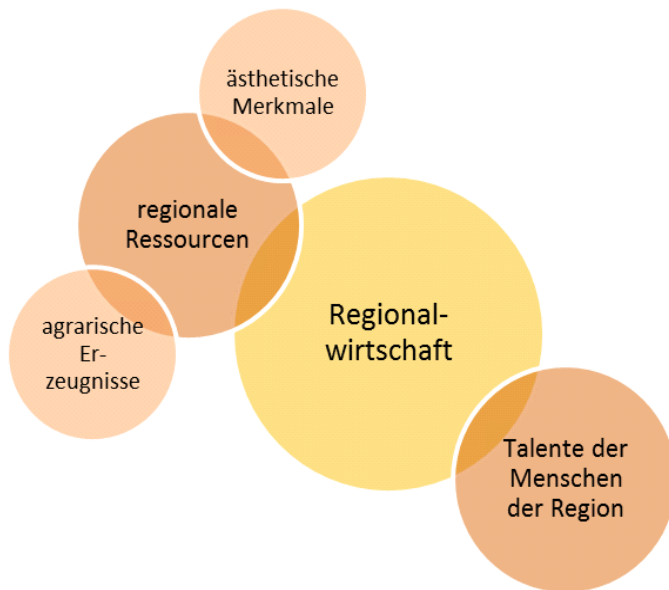 ästhetische
Merkmale
regionale
Ressourcen
agrarische
Er-
zeugnisse
Regional-
wirtschaft
Talente der
Menschen
der Region